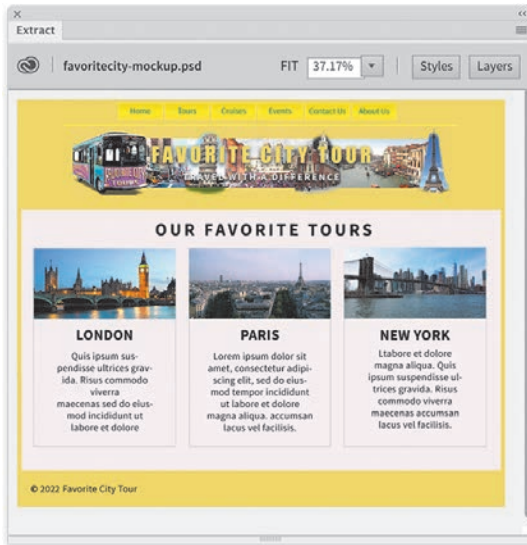 Extract
favoritecity-mockup.psd FIT 37.17% Styles Layers
Home Tours Cruises Events Contact Us About Us
FAVORITE CITY TOUR
FAVORITE CITY
TOURS
TRAVEL WITH A DIFFERENCE
OUR FAVORITE TOURS
LONDON
Quis ipsum sus-
pendisse ultrices grav-
ida. Risus commodo
viverra
maecenas sed do eius-
mod incididunt ut
labore et dolore
PARIS
Lorem ipsum dolor sit
amet, consectetur adipi-
scing elit, sed do eius-
mod tempor incididunt
ut labore et dolore
magna aliqua. accumsan
lacus vel facilisis.
NEW YORK
Ltabore et dolore
magna aliqua. Quis
ipsum suspendisse ul-
trices gravida. Risus
commodo viverra
maecenas accumsan
lacus vel facilisis.
© 2022 Favorite City Tour